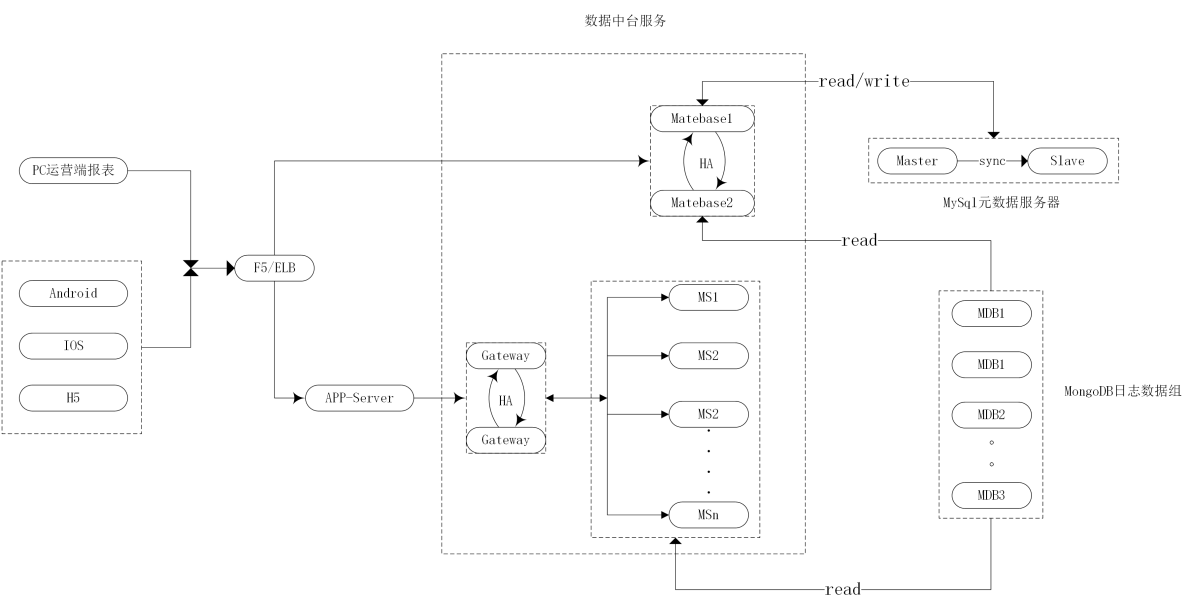 数据中台服务
read/write
Matebase1
HA
Matebase2
PC运营端报表
Master
sync
Slave
MySql元数据服务器
read
F5/ELB
Android
IOS
H5
APP-Server
Gateway
HA
Gateway
MS1
MS2
MS2
MSn
MDB1
MDB1
MDB2
MDB3
MongoDB日志数据组
read